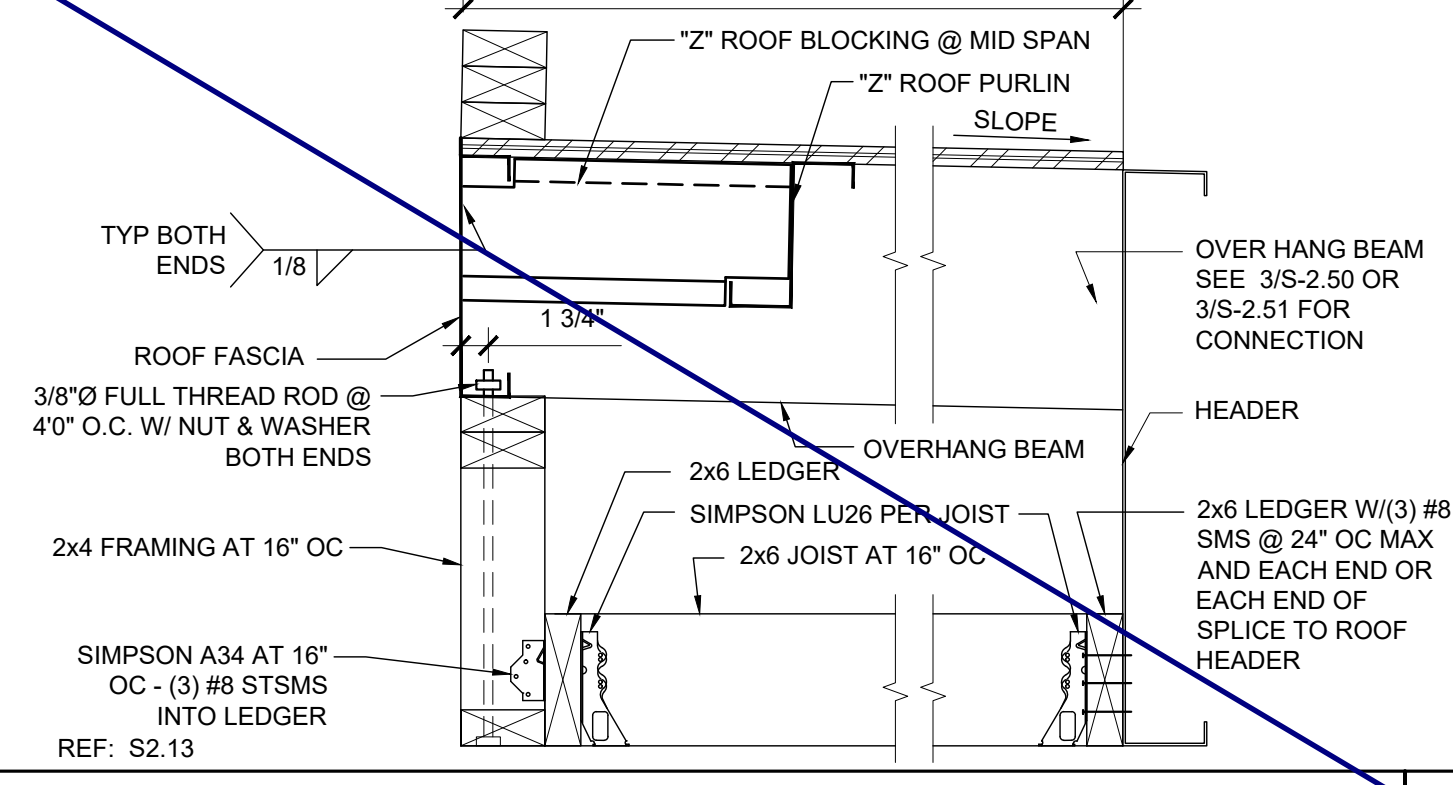 "Z" ROOF BLOCKING @ MID SPAN
"Z" ROOF PURLIN
SLOPE
TYP BOTH
ENDS
1/8
OVER HANG BEAM
SEE 3/S-2.50 OR
3/S-2.51 FOR
CONNECTION
1 3/4"
ROOF FASCIA
3/8"Ø FULL THREAD ROD @
4'0" O.C. W/ NUT & WASHER
BOTH ENDS
HEADER
OVERHANG BEAM
2x6 LEDGER
SIMPSON LU26 PER JOIST
2x6 JOIST AT 16" OC
2x4 FRAMING AT 16" OC
2x6 LEDGER W/(3) #8
SMS @ 24" OC MAX
AND EACH END OR
EACH END OF
SPLICE TO ROOF
HEADER
SIMPSON A34 AT 16"
OC - (3) #8 STSMS
INTO LEDGER
REF: S2.13